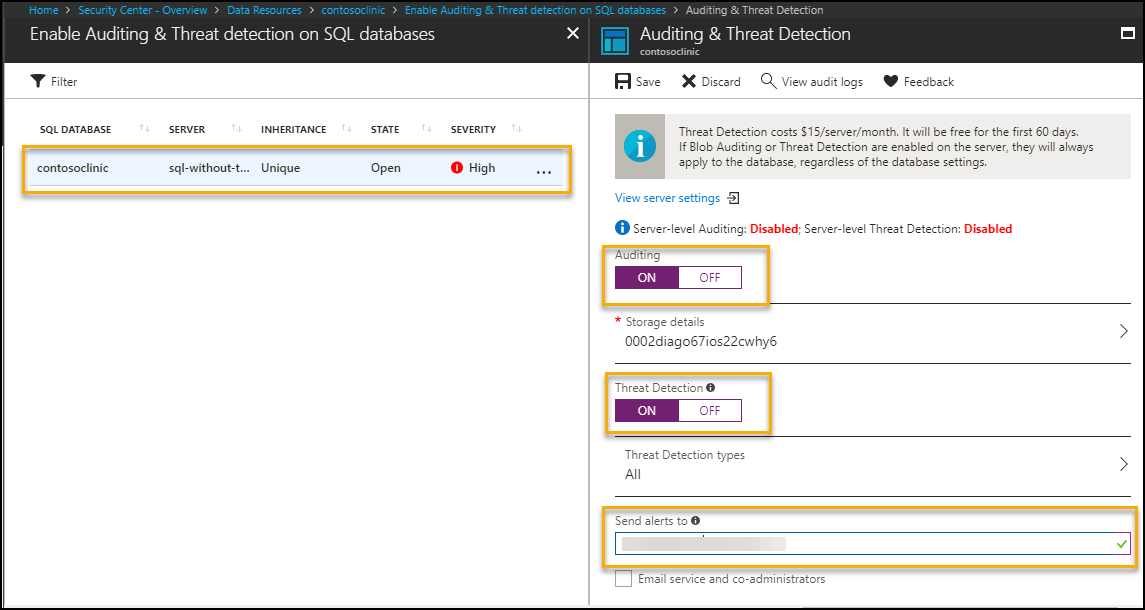 Home > Security Center - Overview > Data Resources > contosoclinic > Enable Auditing & Threat detection on SQL databases > Auditing & Threat Detection
Enable Auditing & Threat detection on SQL databases
Filter
SQL DATABASE SERVER INHERITANCE STATE SEVERITY
contosoclinic sql-without-t... Unique Open High ...
Auditing & Threat Detection
contosoclinic
Save Discard View audit logs Feedback
Threat Detection costs $15/server/month. It will be free for the first 60 days.
If Blob Auditing or Threat Detection are enabled on the server, they will always
apply to the database, regardless of the database settings.
View server settings
Server-level Auditing: Disabled; Server-level Threat Detection: Disabled
Auditing
ON OFF
* Storage details
0002diago67ios22cwhy6
Threat Detection
ON OFF
Threat Detection types
All
Send alerts to
Email service and co-administrators